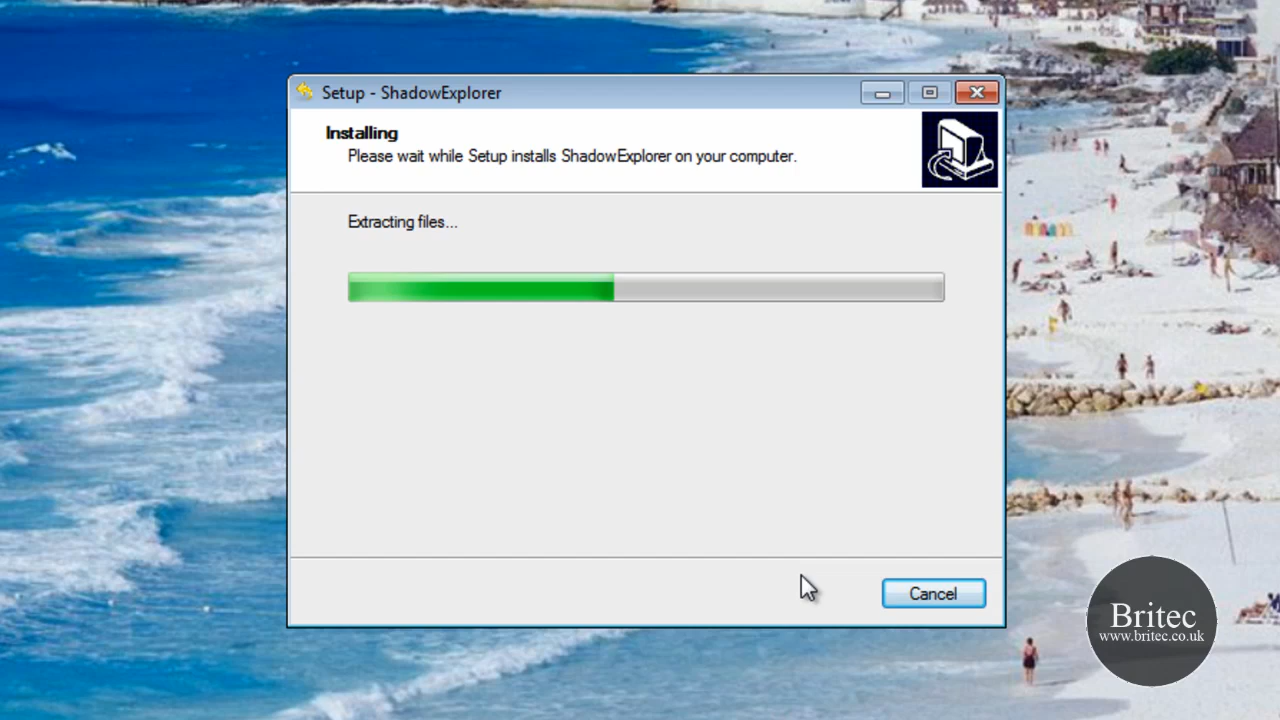 Setup - ShadowExplorer
Installing
Please wait while Setup installs ShadowExplorer on your computer.
Extracting files...
Cancel
Britec
www.britec.co.uk